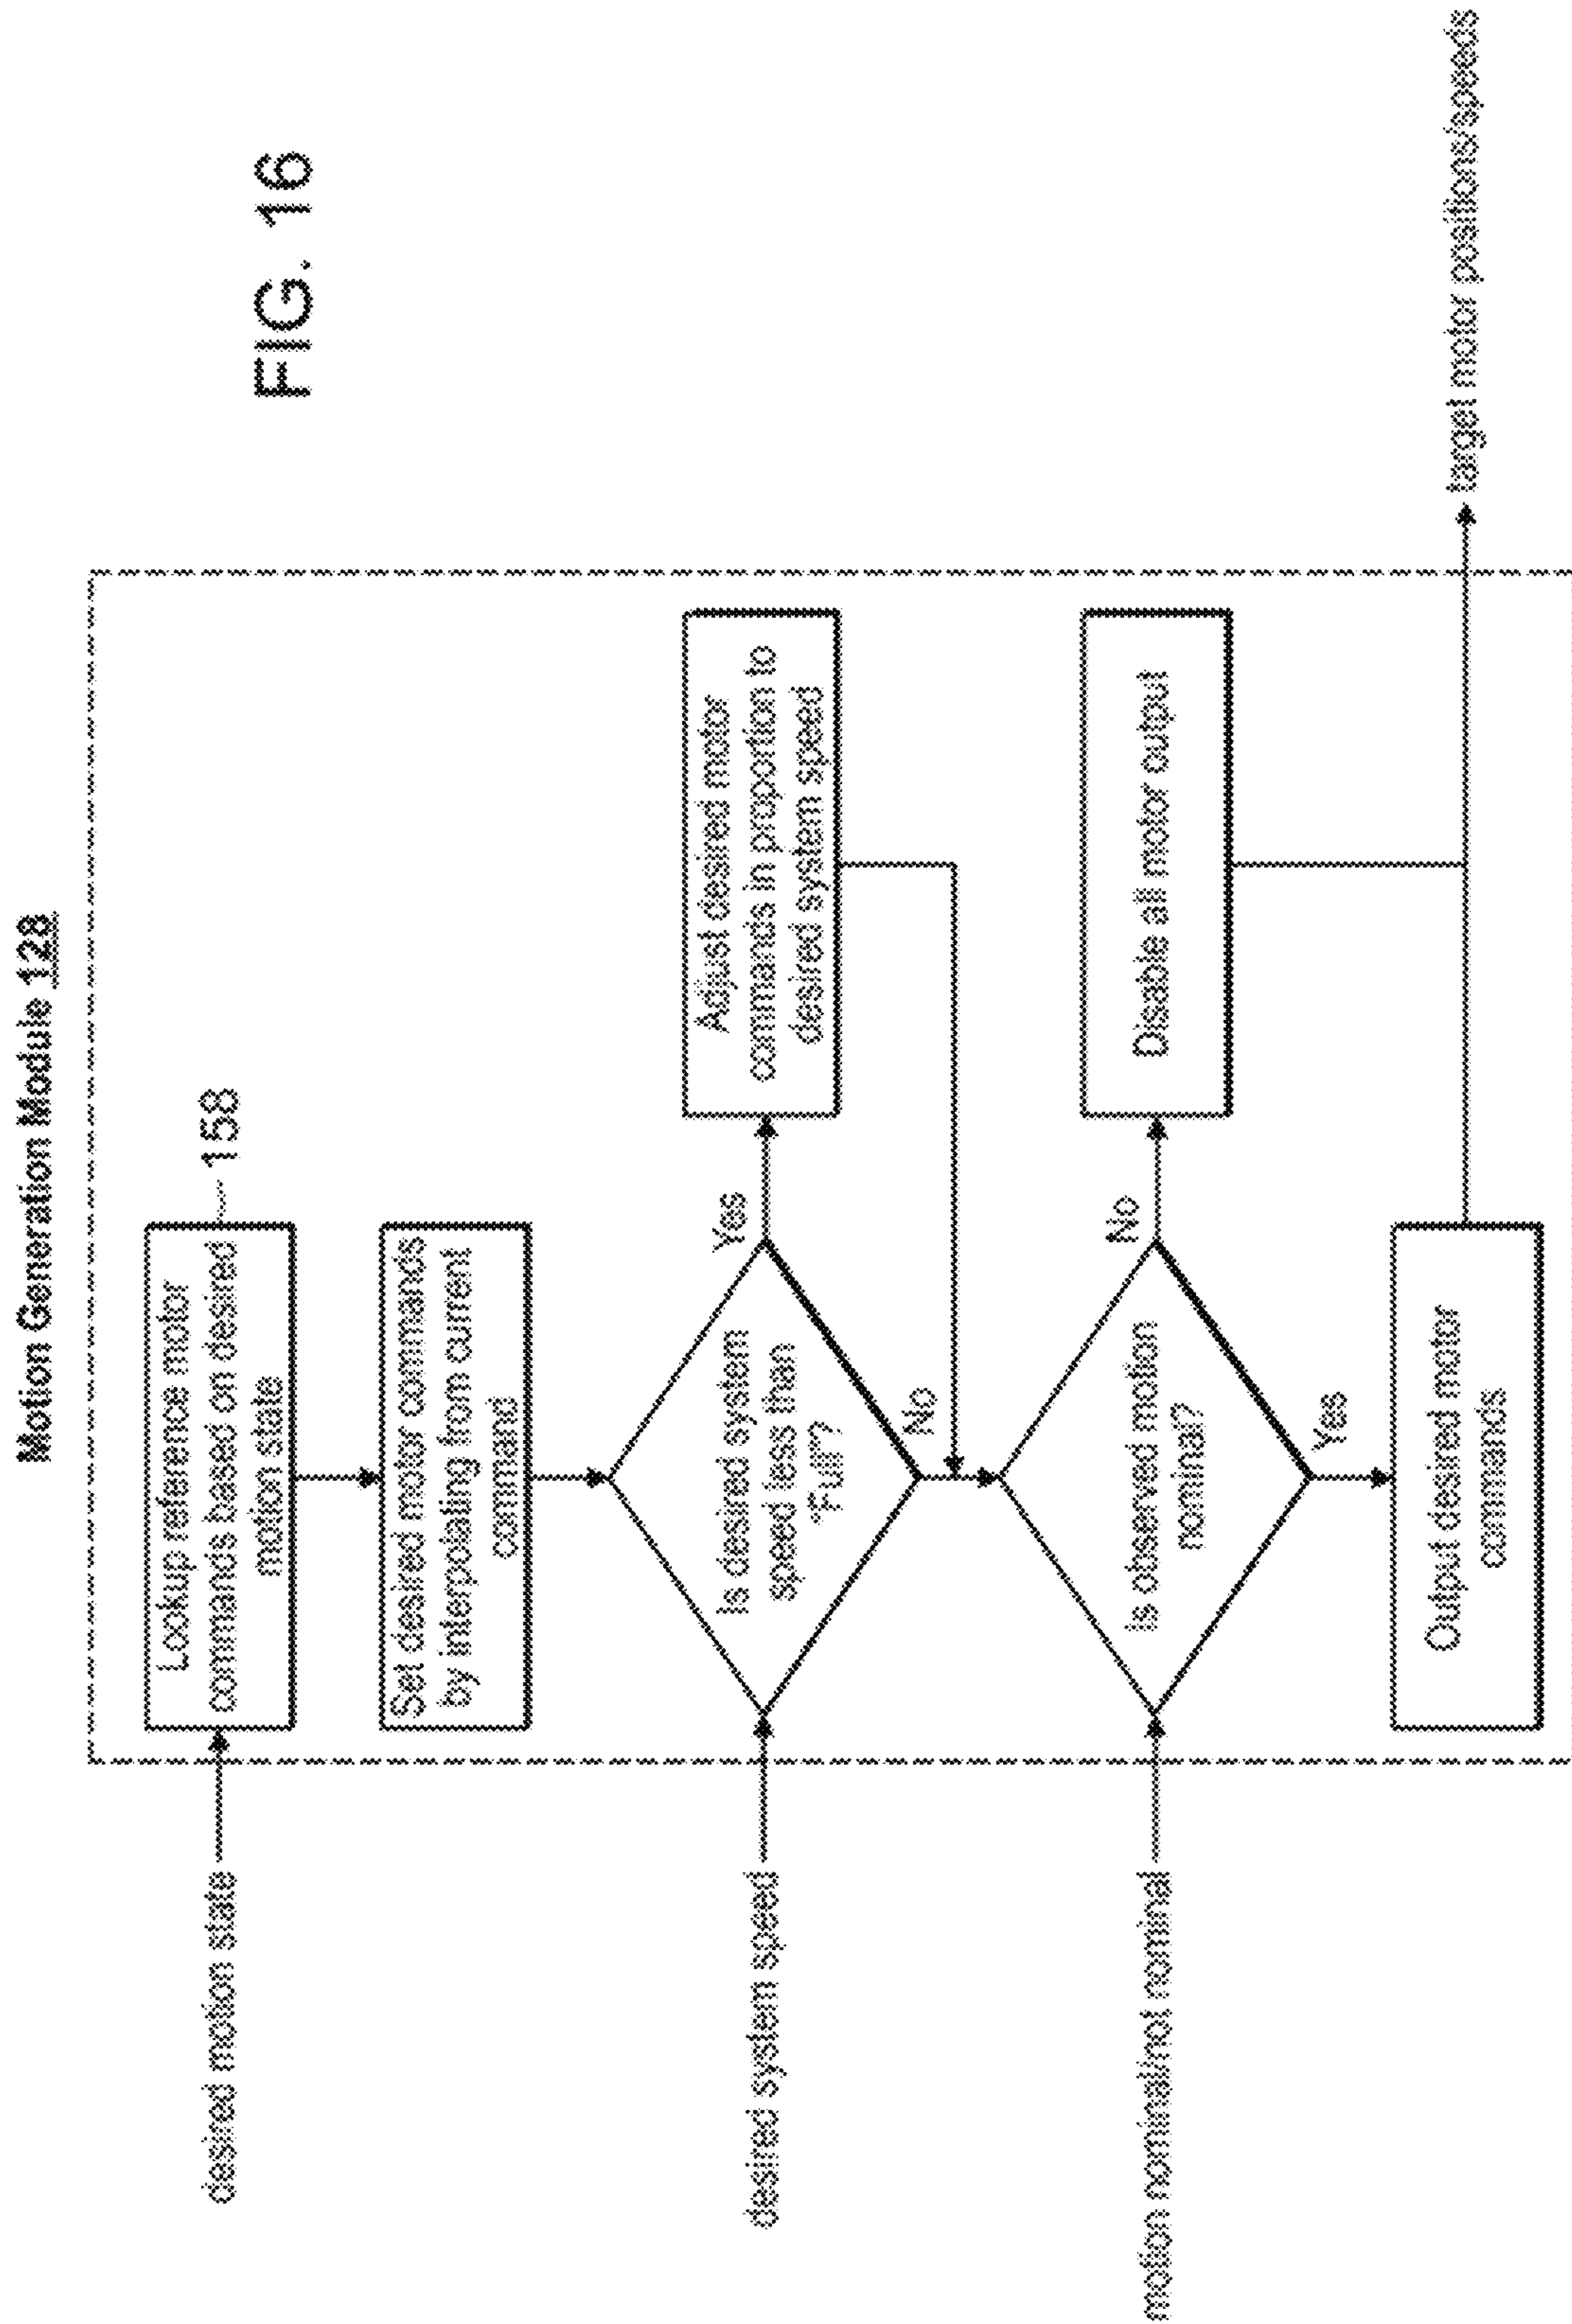 Motion Generation Module 128
FIG. 16
desired motion state
Lookup reference motor
commands based on desired
motion state
158
Set desired motor commands
by interpolating from current
command
desired system speed
Is desired system
speed less than
"Full"?
Yes
Adjust desired motor
commands in proportion to
desired system speed
No
motion nominal/not nominal
Is observed motion
nominal?
No
Disable all motor output
Yes
Output desired motor
commands
target motor positions/speeds